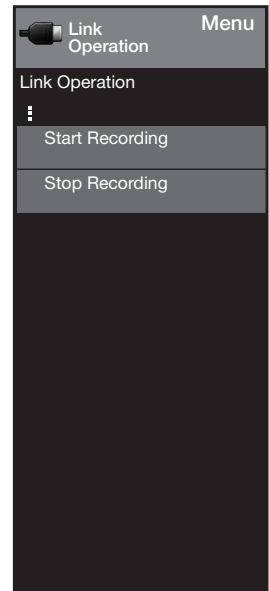 Link
Operation
Menu
Link Operation
Start Recording
Stop Recording